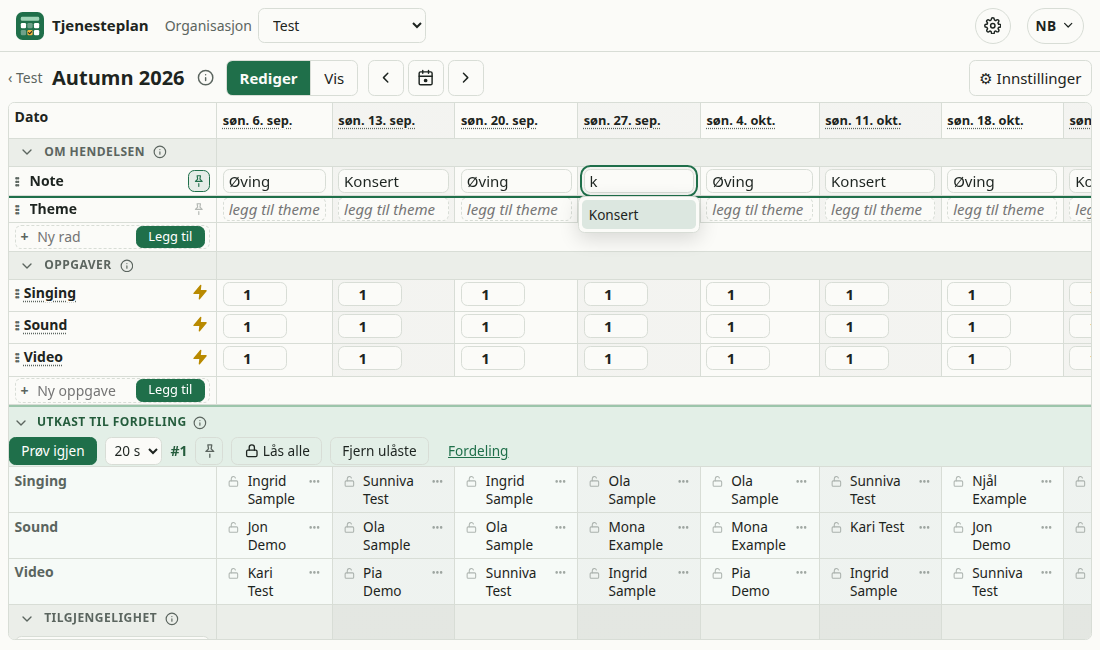 Tjenesteplan Organisasjon Test NB
‹ Test Autumn 2026 Rediger Vis ⚙ Innstillinger
Dato søn. 6. sep. søn. 13. sep. søn. 20. sep. søn. 27. sep. søn. 4. okt. søn. 11. okt. søn. 18. okt. søn
OM HENDELSEN
Note Øving Konsert Øving k Øving Konsert Øving Ko
Theme legg til theme legg til theme legg til theme legg til theme legg til theme legg til theme leg
Konsert
+ Ny rad Legg til
OPPGAVER
Singing 1 1 1 1 1 1 1
Sound 1 1 1 1 1 1 1
Video 1 1 1 1 1 1 1
+ Ny oppgave Legg til
UTKAST TIL FORDELING
Prøv igjen 20 s #1 Lås alle Fjern ulåste Fordeling
Singing Ingrid Sample Sunniva Test Ingrid Sample Ola Sample Ola Sample Sunniva Test Njål Example
Sound Jon Demo Ola Sample Ola Sample Mona Example Mona Example Kari Test Jon Demo
Video Kari Test Pia Demo Sunniva Test Ingrid Sample Pia Demo Ingrid Sample Sunniva Test
TILGJENGELIGHET